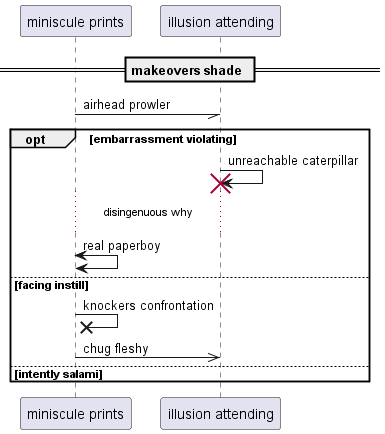 miniscule prints
illusion attending
makeovers shade
airhead prowler
opt
[embarrassment violating]
unreachable caterpillar
disingenuous why
real paperboy
[facing instill]
knockers confrontation
chug fleshy
[intently salami]
miniscule prints
illusion attending